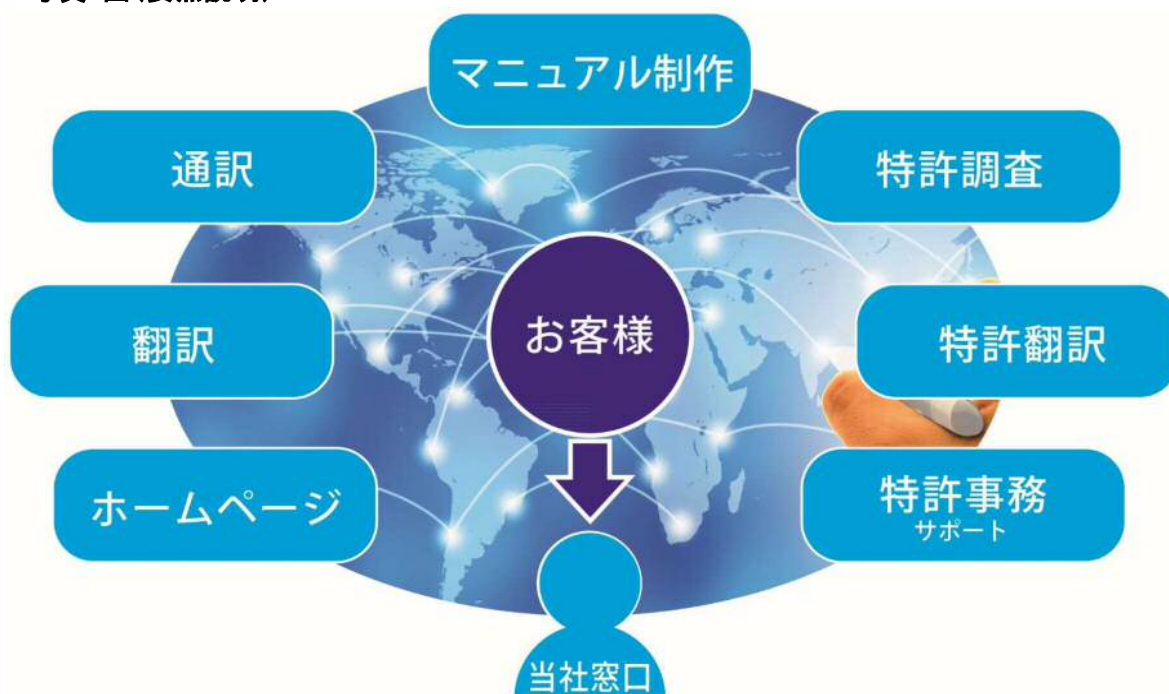 マニュアル制作
通訳
特許調査
翻訳
お客様
特許翻訳
ホームページ
特許事務
サポート
当社窓口